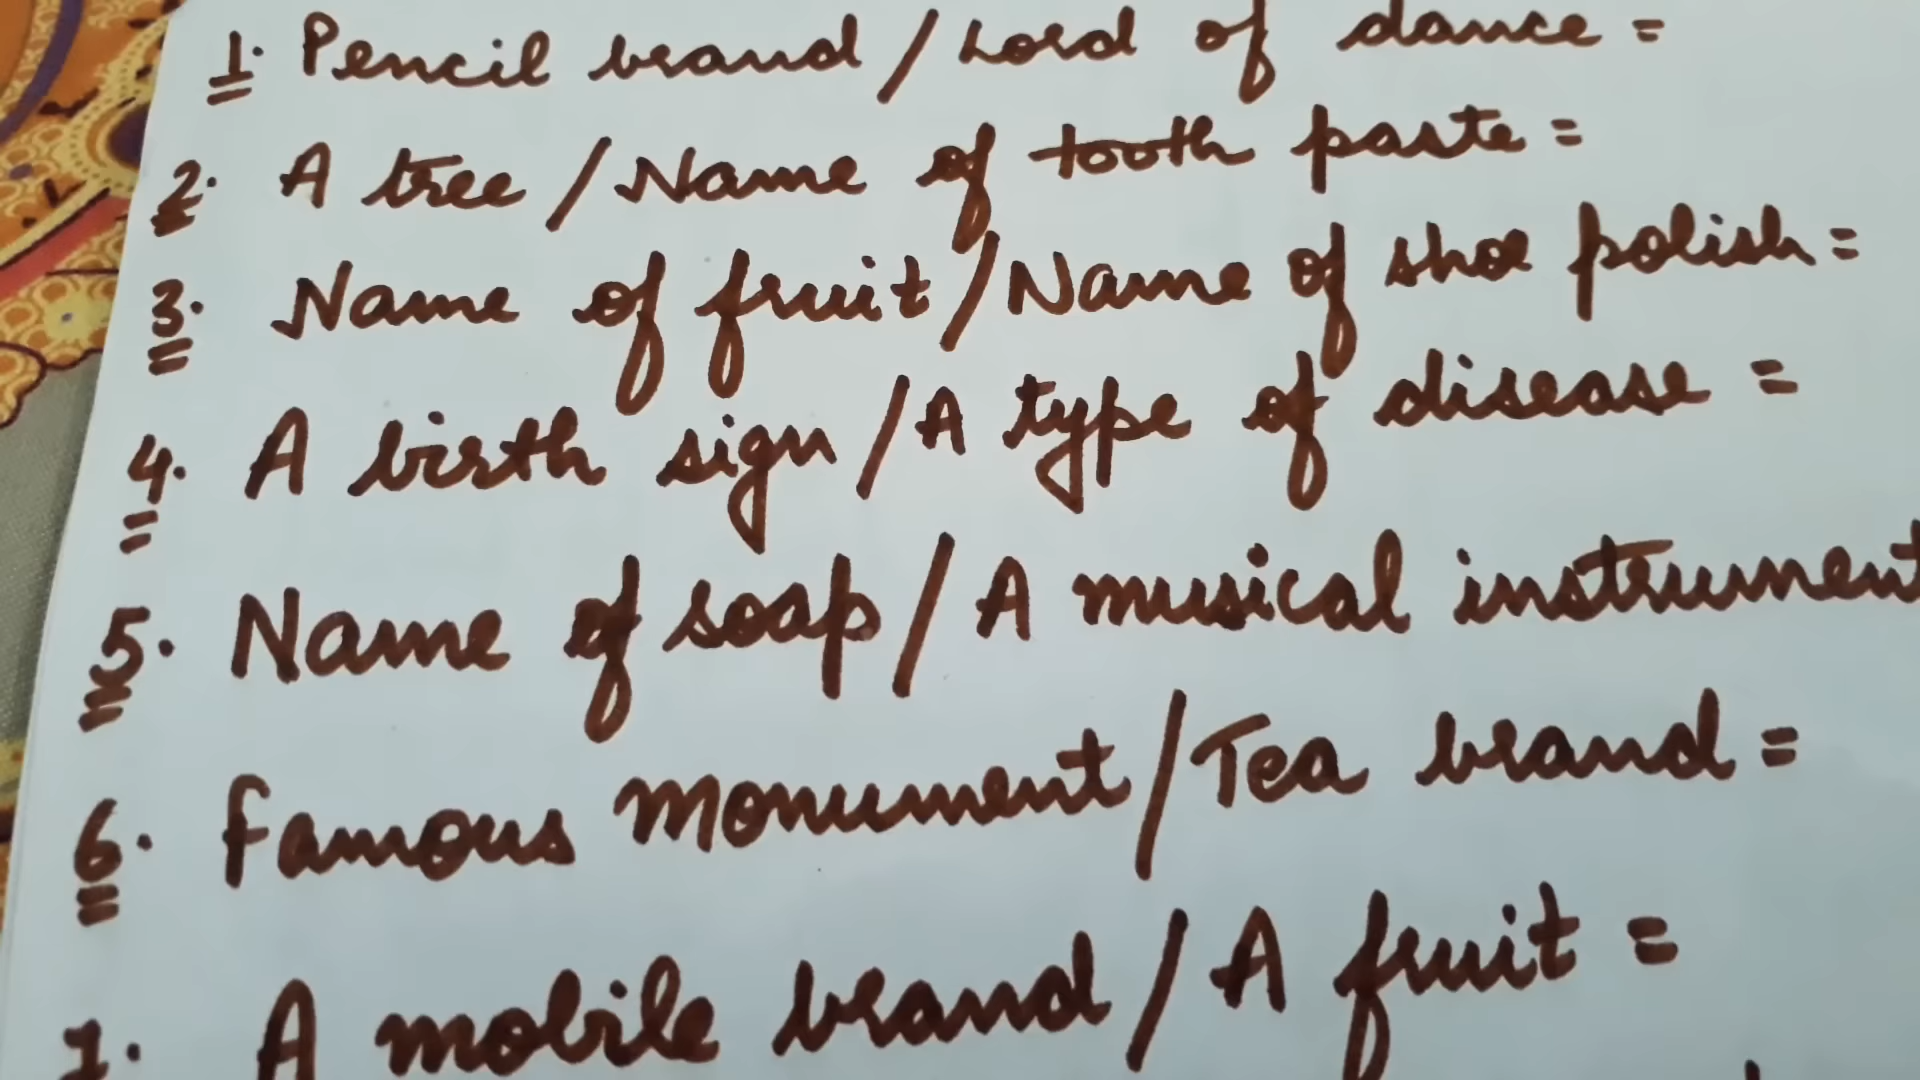 1. Pencil brand / Lord of dance =
2. A tree / Name of tooth paste =
3. Name of fruit / Name of shoe polish =
4. A birth sign / A type of disease =
5. Name of soap / A musical instrument
6. Famous monument / Tea brand =
7. A mobile brand / A fruit =